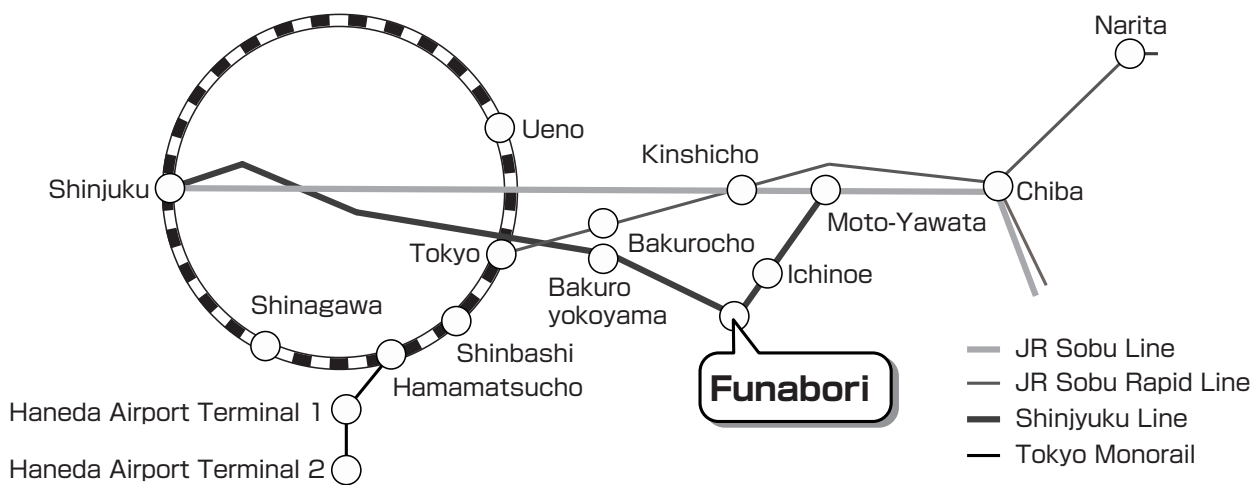 Narita
Ueno
Kinshicho
Shinjuku
Chiba
Moto-Yawata
Tokyo
Bakurocho
Ichinoe
Bakuro
yokoyama
Shinagawa
Shinbashi
Funabori
Hamamatsucho
Haneda Airport Terminal 1
Haneda Airport Terminal 2
JR Sobu Line
JR Sobu Rapid Line
Shinjyuku Line
Tokyo Monorail